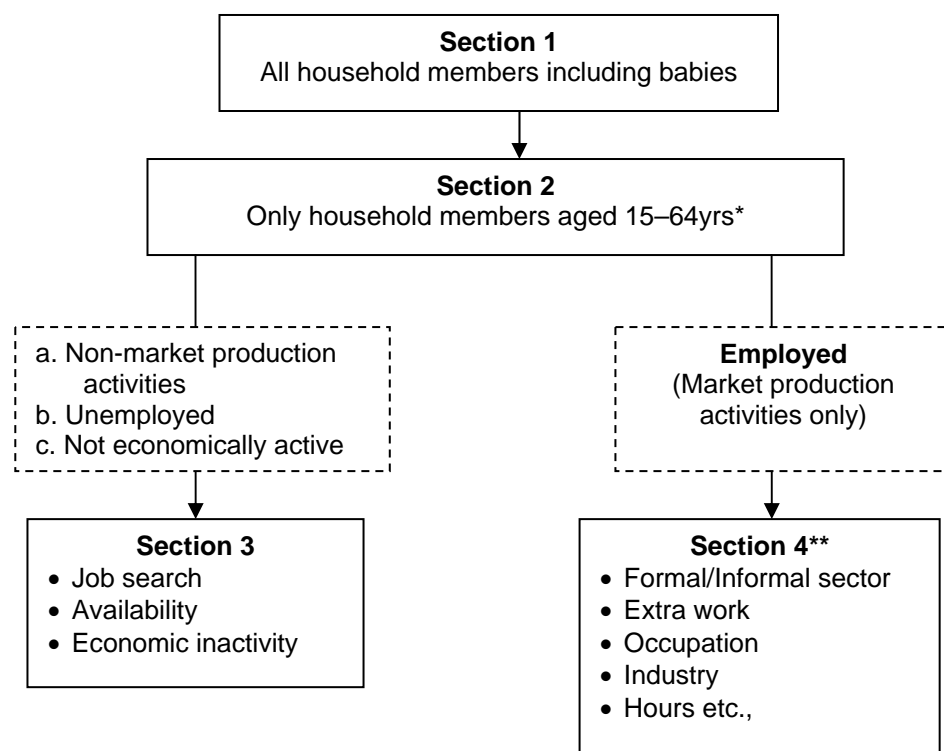 Section 1
All household members including babies
Section 2
Only household members aged 15–64yrs*
a. Non-market production
activities
b. Unemployed
c. Not economically active
Employed
(Market production
activities only)
Section 3
• Job search
• Availability
• Economic inactivity
Section 4**
• Formal/Informal sector
• Extra work
• Occupation
• Industry
• Hours etc.,